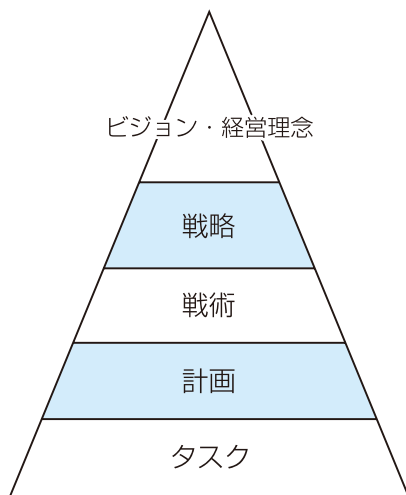 ビジョン・経営理念
戦略
戦術
計画
タスク